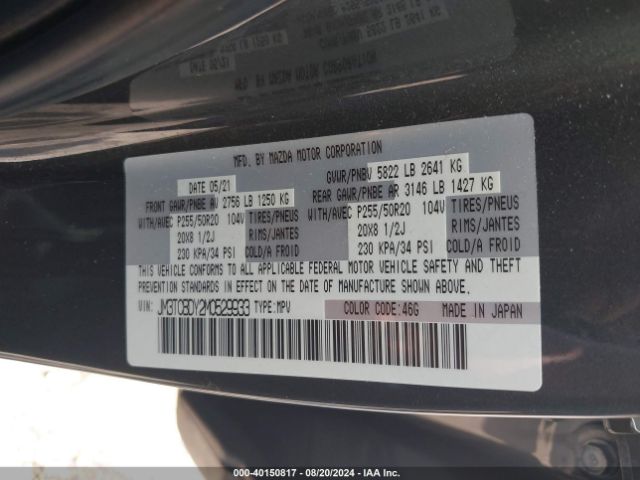 MFD. BY MAZDA MOTOR CORPORATION
DATE 05/21 GVWR/PNBV 5822 LB 2641 KG
FRONT GAWR/PNBE AV 2756 LB 1250 KG REAR GAWR/PNBE AR 3146 LB 1427 KG
WITH/AVEC P255/50R20 104V TIRES/PNEUS WITH/AVEC P255/50R20 104V TIRES/PNEUS
20X8 1/2J RIMS/JANTES 20X8 1/2J RIMS/JANTES
230 KPA/34 PSI COLD/A FROID 230 KPA/34 PSI COLD/A FROID
THIS VEHICLE CONFORMS TO ALL APPLICABLE FEDERAL MOTOR VEHICLE SAFETY AND THEFT
PREVENTION STANDARDS IN EFFECT ON THE DATE OF MANUFACTURE SHOWN ABOVE.
VIN: JM3TCBDY2M0529933 TYPE:MPV COLOR CODE:46G MADE IN JAPAN
000-40150817 - 08/20/2024 - IAA Inc.